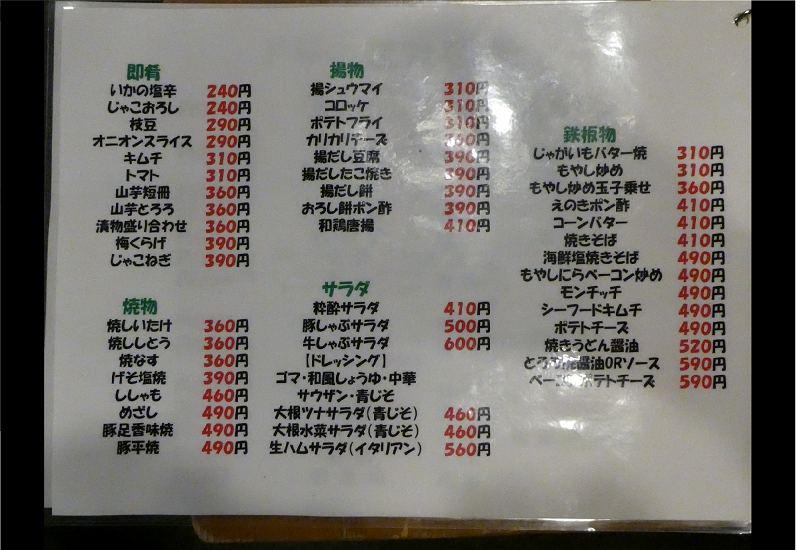 即肴
いかの塩辛 240円
じゃこおろし 240円
枝豆 290円
オニオンスライス 290円
キムチ 310円
トマト 310円
山芋短冊 360円
山芋とろろ 360円
漬物盛り合わせ 360円
梅くらげ 390円
じゃこねぎ 390円
焼物
焼しいたけ 360円
焼ししとう 360円
焼なす 360円
げそ塩焼 390円
ししゃも 460円
めざし 490円
豚足香味焼 490円
豚平焼 490円
揚物
揚シュウマイ 310円
コロッケ 310円
ポテトフライ 310円
カリカリチーズ 360円
揚だし豆腐 390円
揚だしたこ焼き 390円
揚だし餅 390円
おろし餅ポン酢 390円
和鶏唐揚 410円
サラダ
粋酔サラダ 410円
豚しゃぶサラダ 500円
牛しゃぶサラダ 600円
【ドレッシング】
ゴマ・和風しょうゆ・中華
サウザン・青じそ
大根ツナサラダ(青じそ) 460円
大根水菜サラダ(青じそ) 460円
生ハムサラダ(イタリアン) 560円
鉄板物
じゃがいもバター焼 310円
もやし炒め 310円
もやし炒め玉子乗せ 360円
えのきポン酢 410円
コーンバター 410円
焼きそば 410円
海鮮塩焼きそば 490円
もやしにらベーコン炒め 490円
モンチッチ 490円
シーフードキムチ 490円
ポテトチーズ 490円
焼きうどん醤油 520円
醤油ORソース 590円
ポテトチーズ 590円